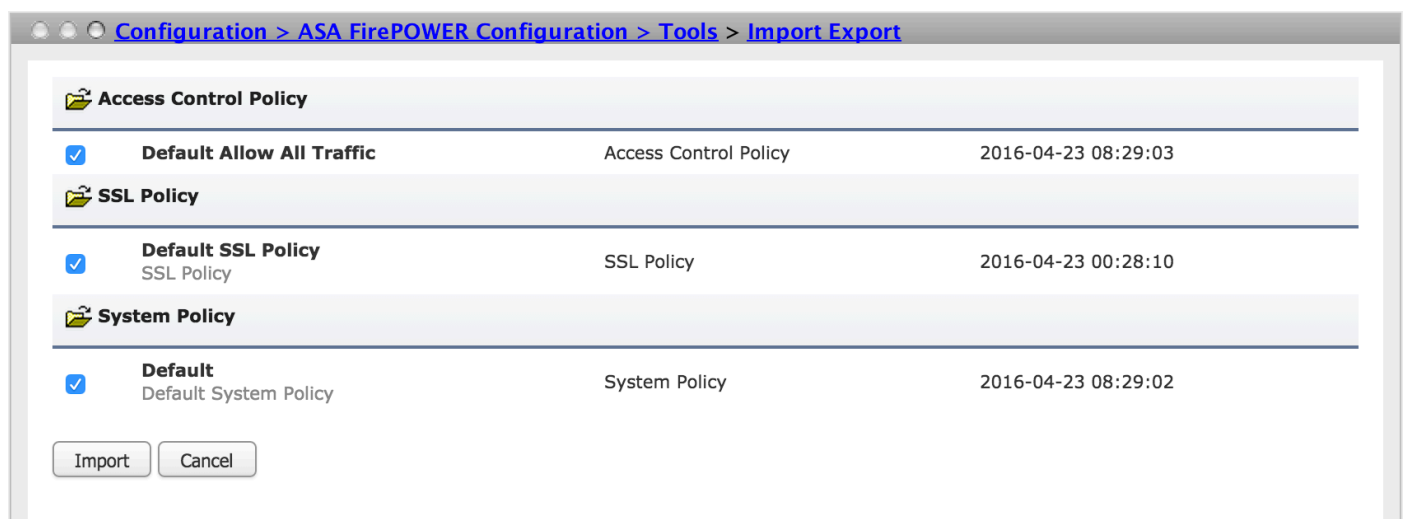 Configuration > ASA FirePOWER Configuration > Tools > Import Export
Access Control Policy
Default Allow All Traffic Access Control Policy 2016-04-23 08:29:03
SSL Policy
Default SSL Policy
SSL Policy SSL Policy 2016-04-23 00:28:10
System Policy
Default
Default System Policy System Policy 2016-04-23 08:29:02
Import Cancel